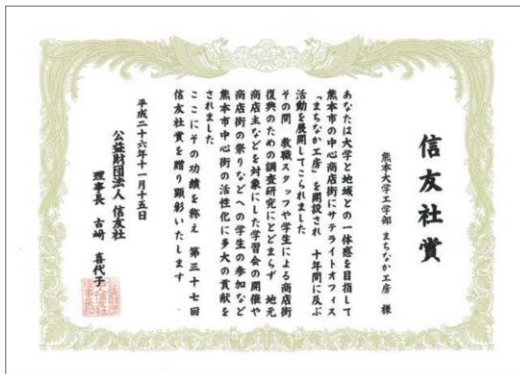 信友社賞
熊本大学工学部 まちなか工房 様
あなたは大学と地域との一体感を目指して
熊本市の中心商店街にサテライトオフィス
「まちなか工房」を開設され 十年間に及ぶ
活動を展開してこられました
その間 教職スタッフや学生による商店街
復興のための調査研究にとどまらず 地元
商店主などを対象にした学習会の開催や
商店街の祭りなどへの学生の参加など
熊本市中心街の活性化に多大の貢献を
されました
ここにその功績を称え 第三十七回
信友社賞を贈り顕彰いたします
平成二十六年十一月十五日
公益財団法人 信友社
理事長 古崎 喜代子